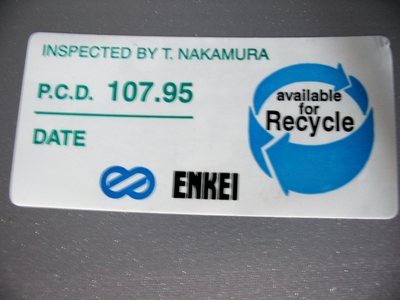 INSPECTED BY T. NAKAMURA
P.C.D. 107.95
DATE
available
for
Recycle
ENKEI